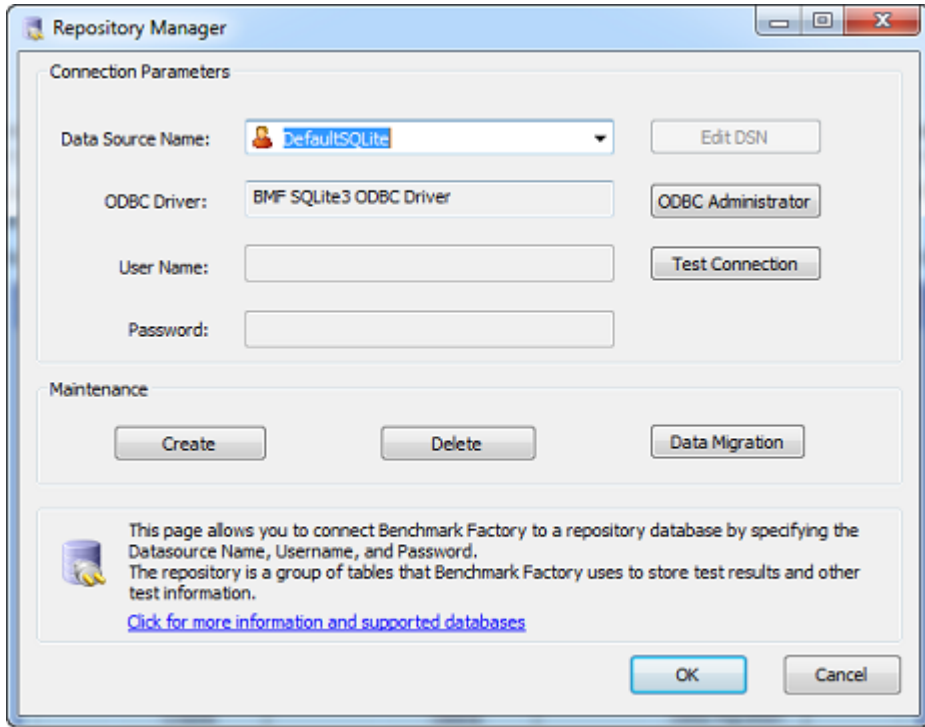 Repository Manager
Connection Parameters
Data Source Name: DefaultSQLite Edit DSN
ODBC Driver: BMF SQLite3 ODBC Driver ODBC Administrator
User Name: Test Connection
Password:
Maintenance
Create Delete Data Migration
This page allows you to connect Benchmark Factory to a repository database by specifying the
Datasource Name, Username, and Password.
The repository is a group of tables that Benchmark Factory uses to store test results and other
test information.
Click for more information and supported databases
OK Cancel